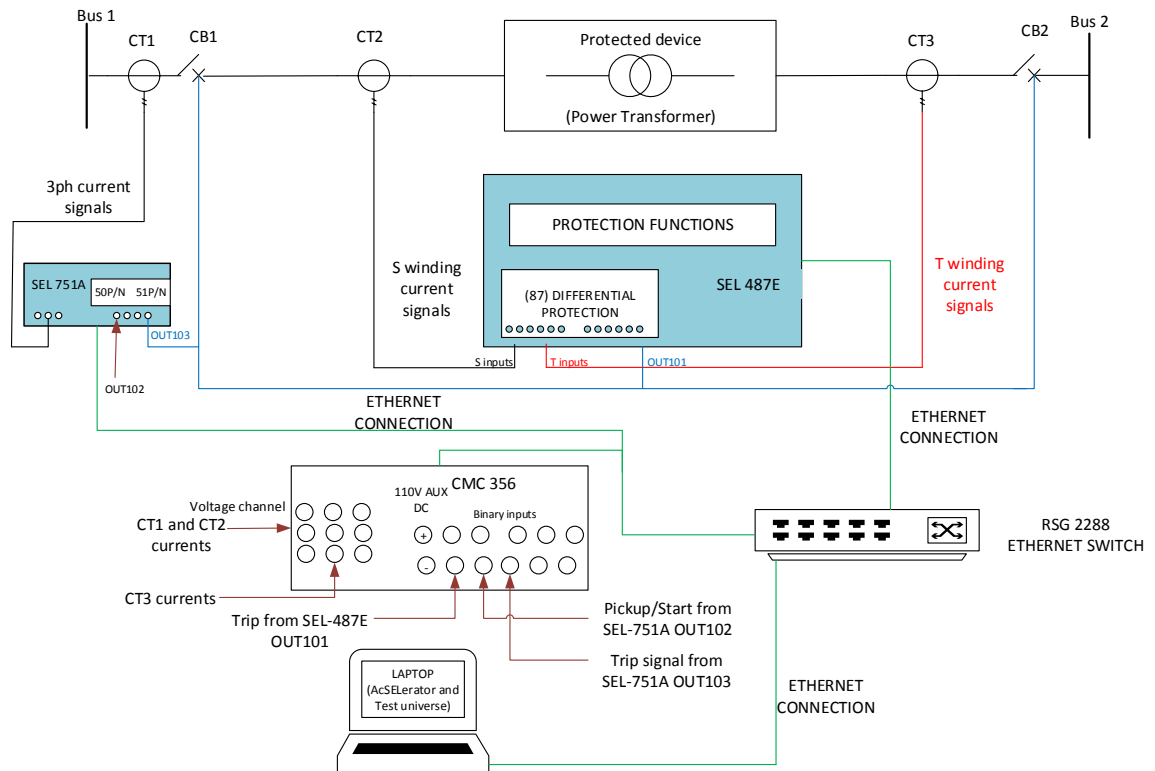 Bus 1
CT1
CB1
CT2
Protected device
(Power Transformer)
CT3
CB2
Bus 2
3ph current
signals
SEL 751A
50P/N 51P/N
OUT103
OUT102
PROTECTION FUNCTIONS
SEL 487E
(87) DIFFERENTIAL
PROTECTION
S winding
current
signals
T winding
current
signals
S inputs
T inputs
OUT101
ETHERNET
CONNECTION
ETHERNET
CONNECTION
CMC 356
110V AUX
DC
Voltage channel
Binary inputs
+
-
CT1 and CT2
currents
CT3 currents
Trip from SEL-487E
OUT101
Pickup/Start from
SEL-751A OUT102
Trip signal from
SEL-751A OUT103
RSG 2288
ETHERNET SWITCH
LAPTOP
(AcSELerator and
Test universe)
ETHERNET
CONNECTION